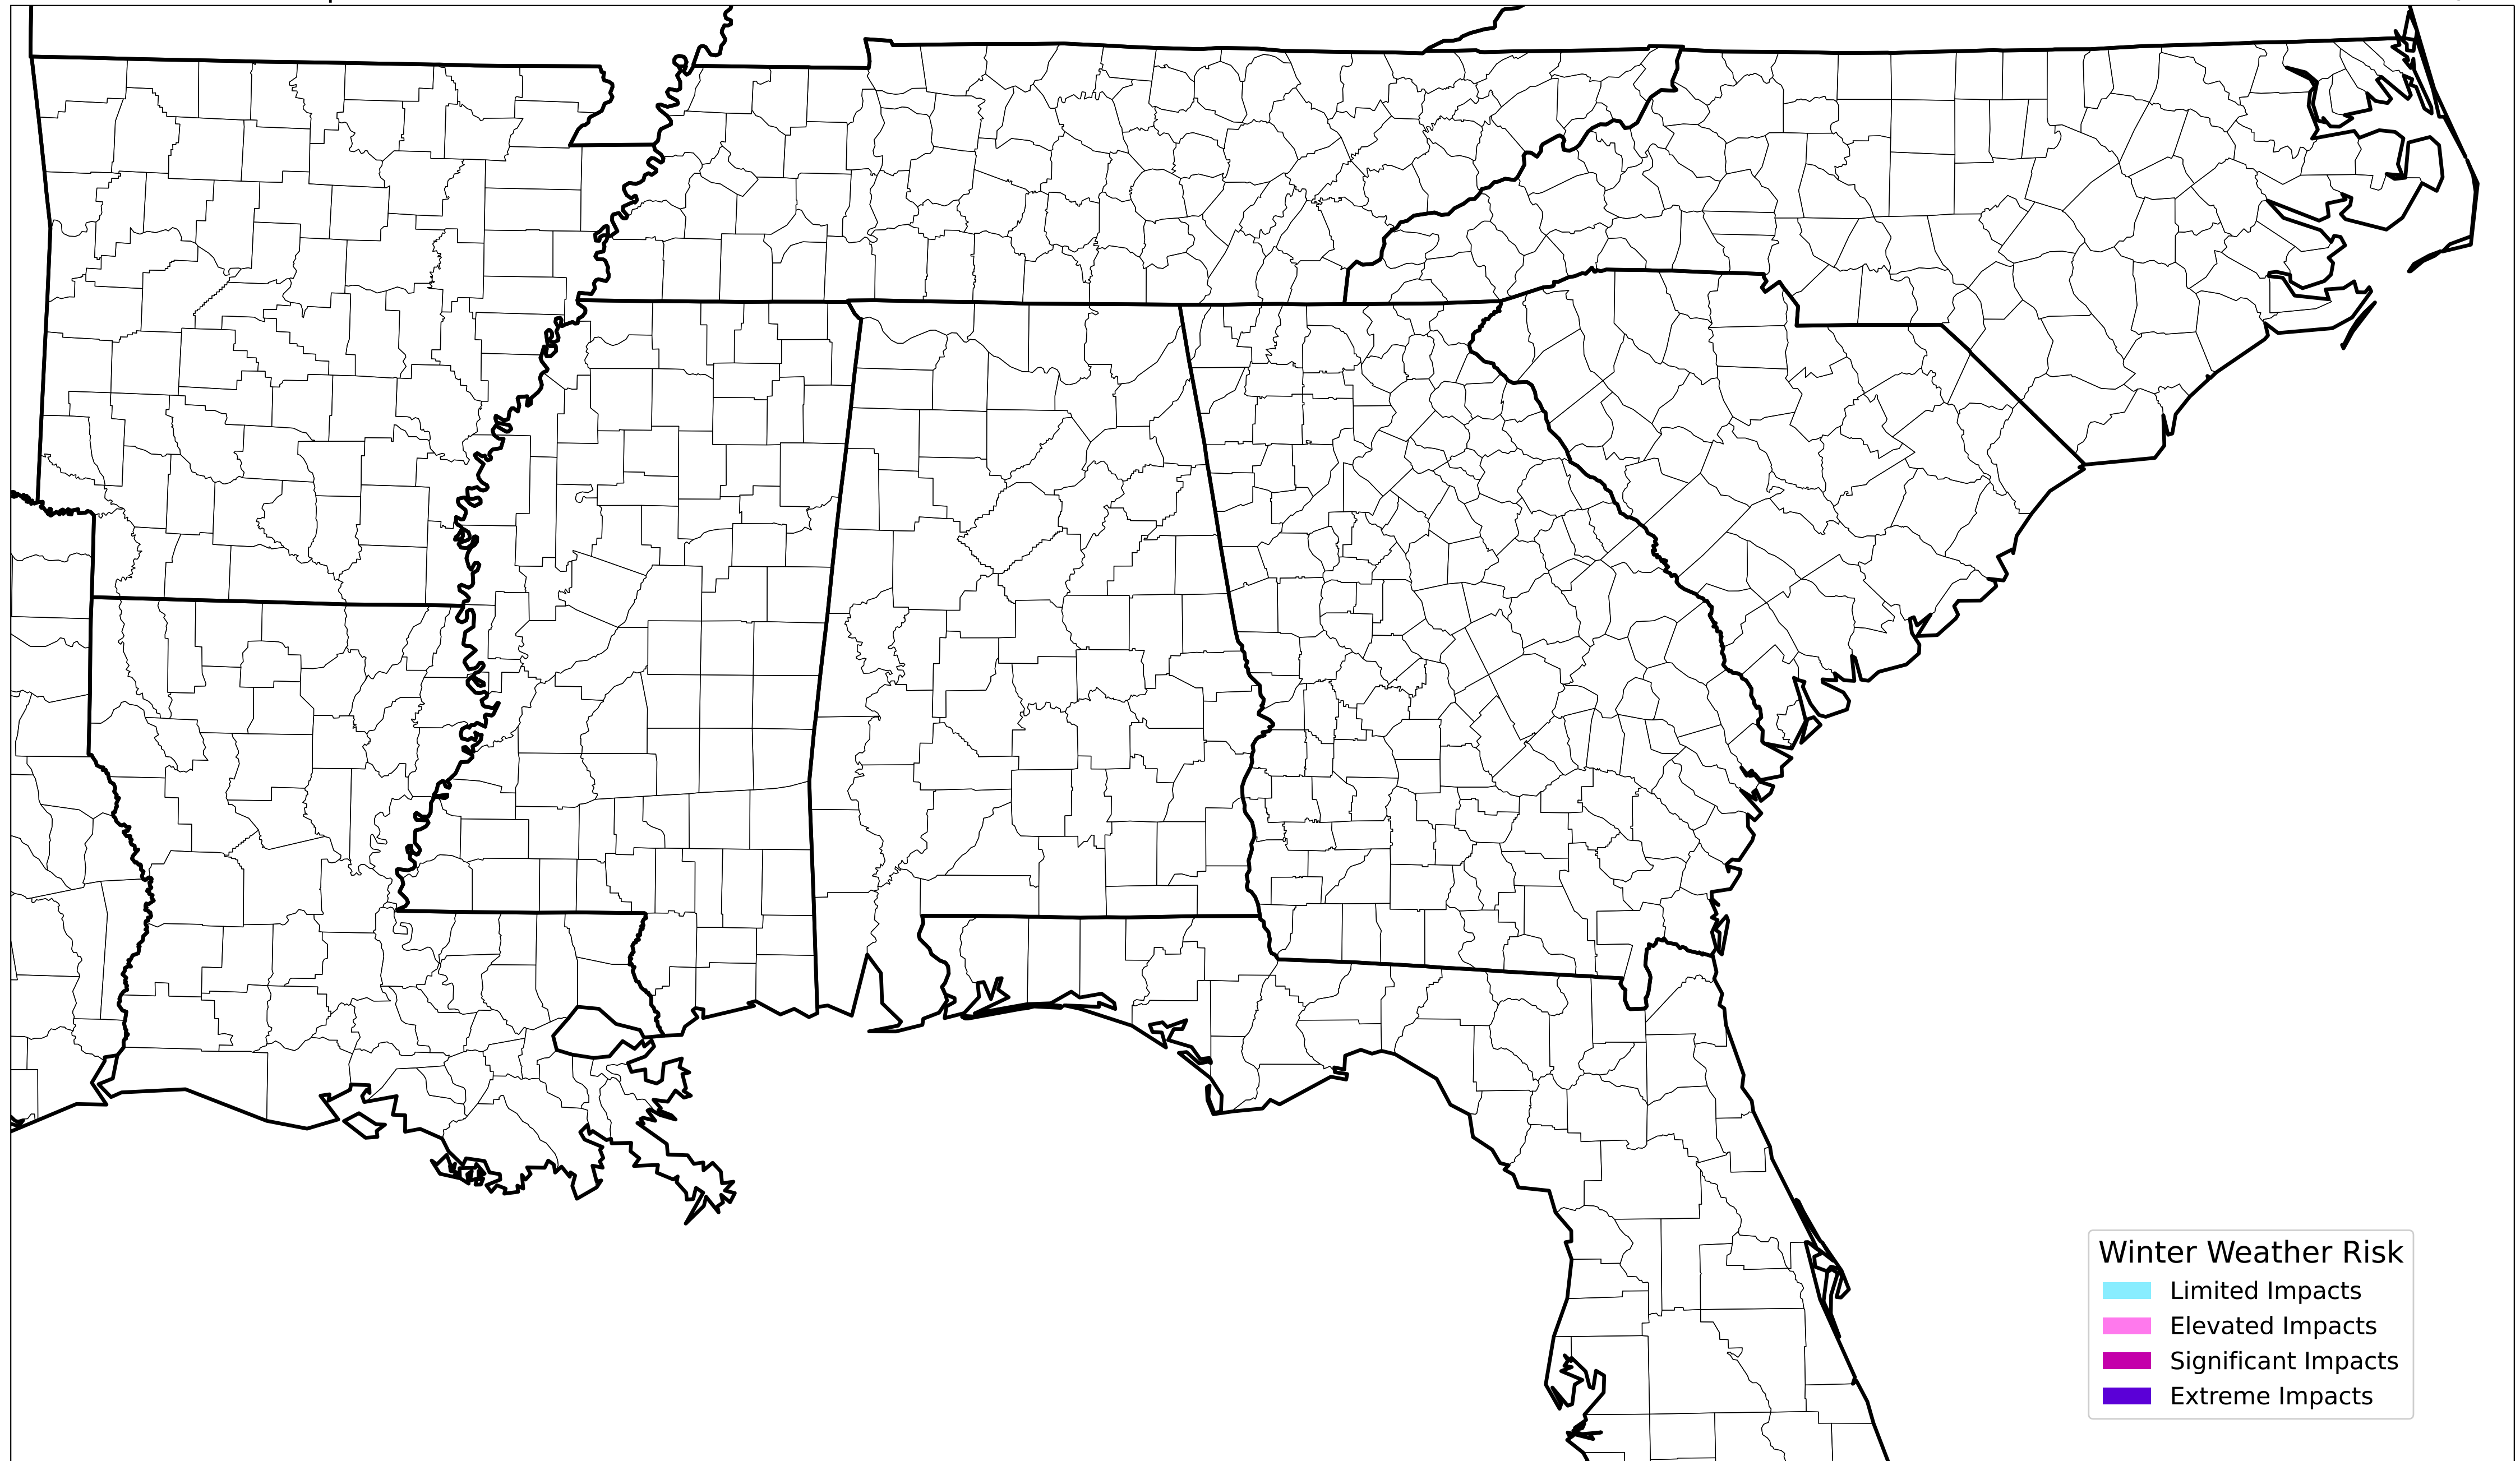 Winter Weather Risk
Limited Impacts
Elevated Impacts
Significant Impacts
Extreme Impacts